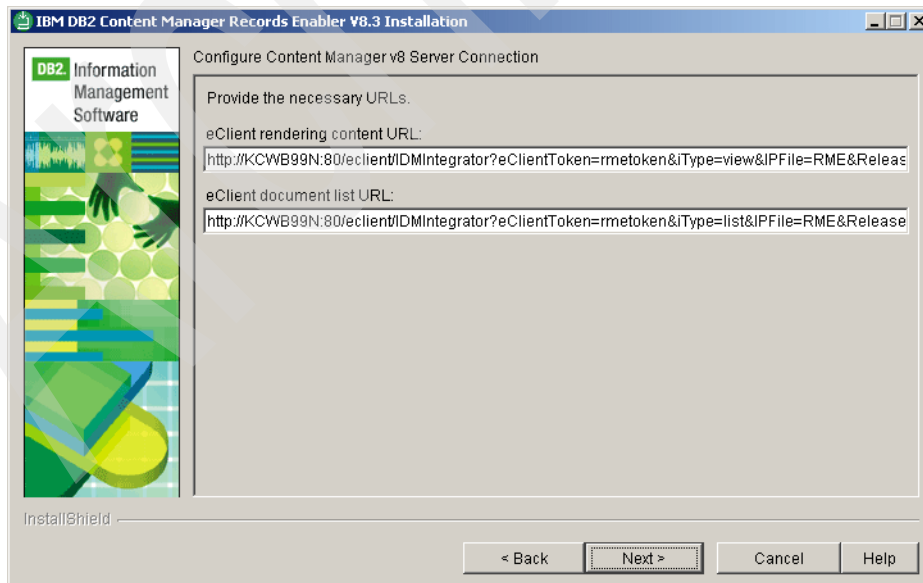 IBM DB2 Content Manager Records Enabler V8.3 Installation
DB2. Information
Management
Software
Configure Content Manager v8 Server Connection
Provide the necessary URLs.
eClient rendering content URL:
http://KCWB99N:80/eclient/IDMIntegrator?eClientToken=rmetoken&iType=view&IPFile=RME&Releas
eClient document list URL:
http://KCWB99N:80/eclient/IDMIntegrator?eClientToken=rmetoken&iType=list&IPFile=RME&Release
InstallShield
< Back
Next >
Cancel
Help